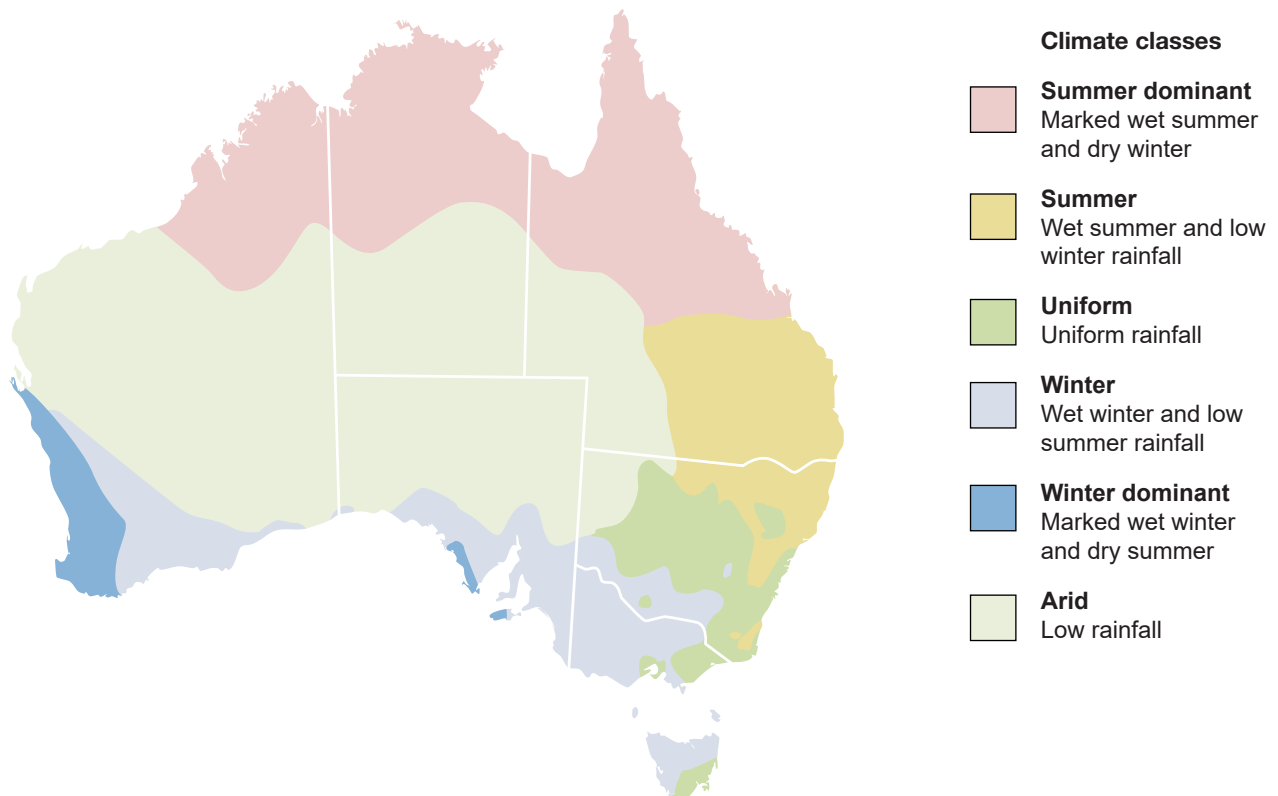 Climate classes
Summer dominant
Marked wet summer
and dry winter
Summer
Wet summer and low
winter rainfall
Uniform
Uniform rainfall
Winter
Wet winter and low
summer rainfall
Winter dominant
Marked wet winter
and dry summer
Arid
Low rainfall